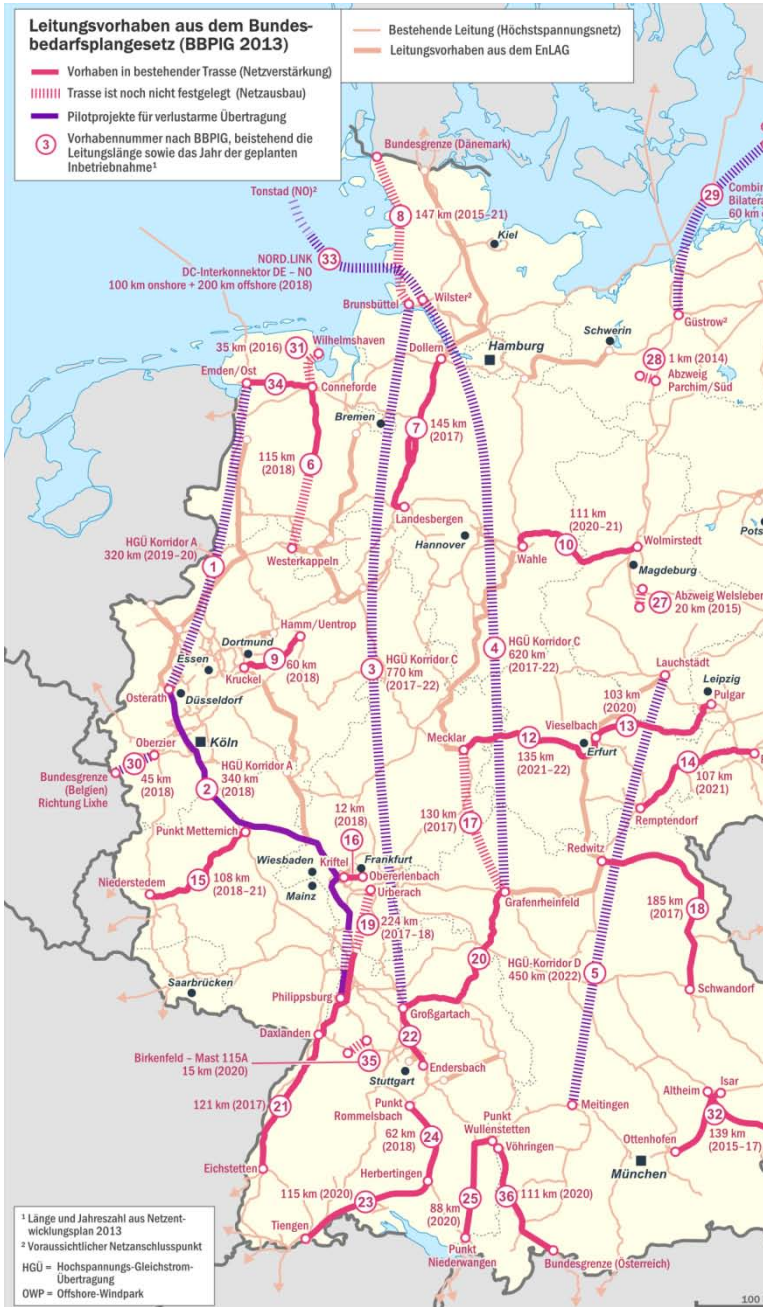 Leitungsvorhaben aus dem Bundes-
bedarfsplangesetz (BBPlG 2013)
Vorhaben in bestehender Trasse (Netzverstärkung)
Trasse ist noch nicht festgelegt (Netzausbau)
Pilotprojekte für verlustarme Übertragung
3
Vorhabennummer nach BBPlG, beistehend die
Leitungslänge sowie das Jahr der geplanten
Inbetriebnahme¹
Bestehende Leitung (Höchstspannungsnetz)
Leitungsvorhaben aus dem EnLAG
Bundesgrenze (Dänemark)
Tonstad (NO)²
8
147 km (2015–21)
Kiel
29
Combin
Bilatera
60 km
NORD.LINK
33
DC-Interkonnektor DE – NO
100 km onshore + 200 km offshore (2018)
Brunsbüttel
Wilster²
Güstrow²
Schwerin
35 km (2016)
31
Wilhelmshaven
Dollern
Hamburg
28
1 km (2014)
Abzweig
Parchim/Süd
Emden/Ost
34
Conneforde
Bremen
7
145 km
(2017)
115 km
(2018)
6
Landesbergen
111 km
(2020–21)
Hannover
10
Wahle
Wolmirstedt
Pots
HGÜ Korridor A
320 km (2019–20)
1
Westerkappeln
Magdeburg
Abzweig Welsleben
27
20 km (2015)
Hamm/Uentrop
Dortmund
9
Essen
Kruckel
60 km
(2018)
3
HGÜ Korridor C
770 km
(2017–22)
4
HGÜ Korridor C
620 km
(2017-22)
Lauchstädt
Leipzig
Osterath
Düsseldorf
103 km
(2020)
Pulgar
Vieselbach
13
Oberzier
Köln
Mecklar
12
Erfurt
30
135 km
(2021–22)
14
Bundesgrenze
(Belgien)
Richtung Lixhe
45 km
(2018)
2
HGÜ Korridor A
340 km
(2018)
107 km
(2021)
Remptendorf
12 km
(2018)
130 km
(2017)
17
Punkt Metternich
16
Redwitz
Wiesbaden
Kriftel
Frankfurt
Obererlenbach
Niederstedem
15
108 km
(2018–21)
Mainz
Urberach
Grafenrheinfeld
185 km
(2017)
18
19
224 km
(2017–18)
20
HGÜ-Korridor D
450 km (2022)
5
Saarbrücken
Philippsburg
Schwandorf
Großgartach
Daxlanden
22
Birkenfeld – Mast 115A
15 km (2020)
35
Endersbach
Stuttgart
Altheim
Isar
121 km (2017)
21
Punkt
Rommelsbach
Meitingen
32
139 km
(2015–17)
Punkt
Wullenstetten
Vöhringen
Ottenhofen
62 km
(2018)
24
München
Eichstetten
Herbertingen
115 km (2020)
23
88 km
(2020)
25
36
111 km (2020)
Tiengen
Punkt
Niederwangen
Bundesgrenze (Österreich)
¹ Länge und Jahreszahl aus Netzent-
wicklungsplan 2013
² Voraussichtlicher Netzanschlusspunkt
HGÜ = Hochspannungs-Gleichstrom-
Übertragung
OWP = Offshore-Windpark
100